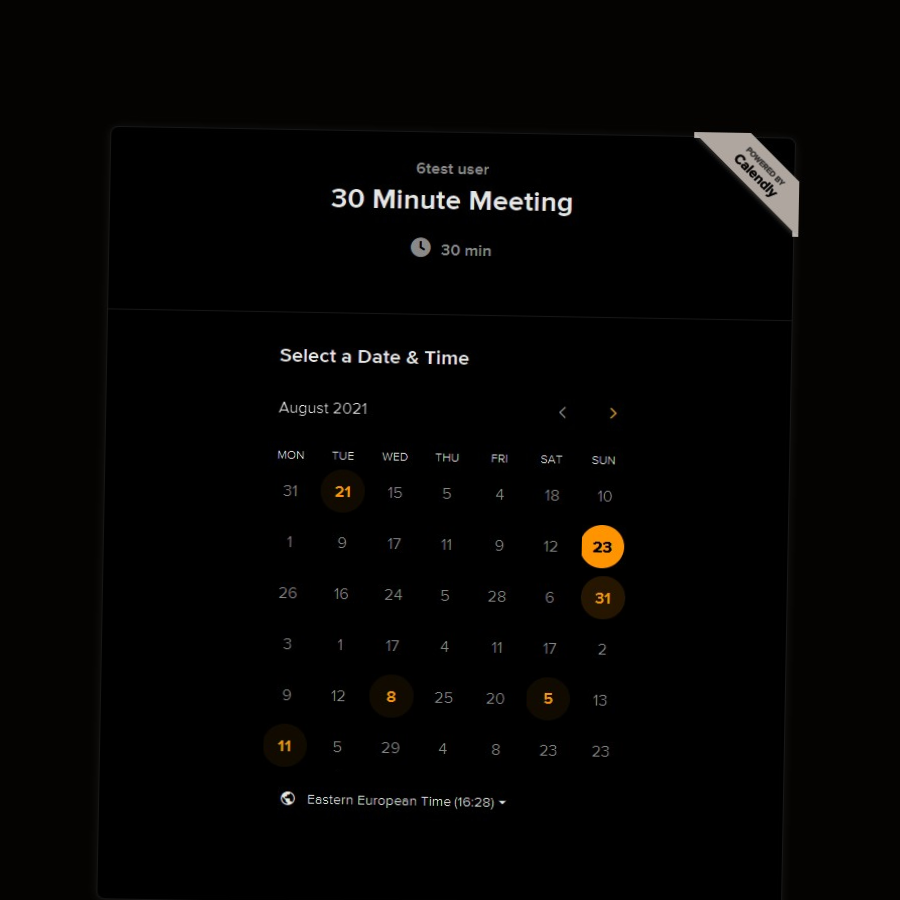 POWERED BY
Calendly
6test user
30 Minute Meeting
30 min
Select a Date & Time
August 2021
MON TUE WED THU FRI SAT SUN
31 21 15 5 4 18 10
1 9 17 11 9 12 23
26 16 24 5 28 6 31
3 1 17 4 11 17 2
9 12 8 25 20 5 13
11 5 29 4 8 23 23
Eastern European Time (16:28)